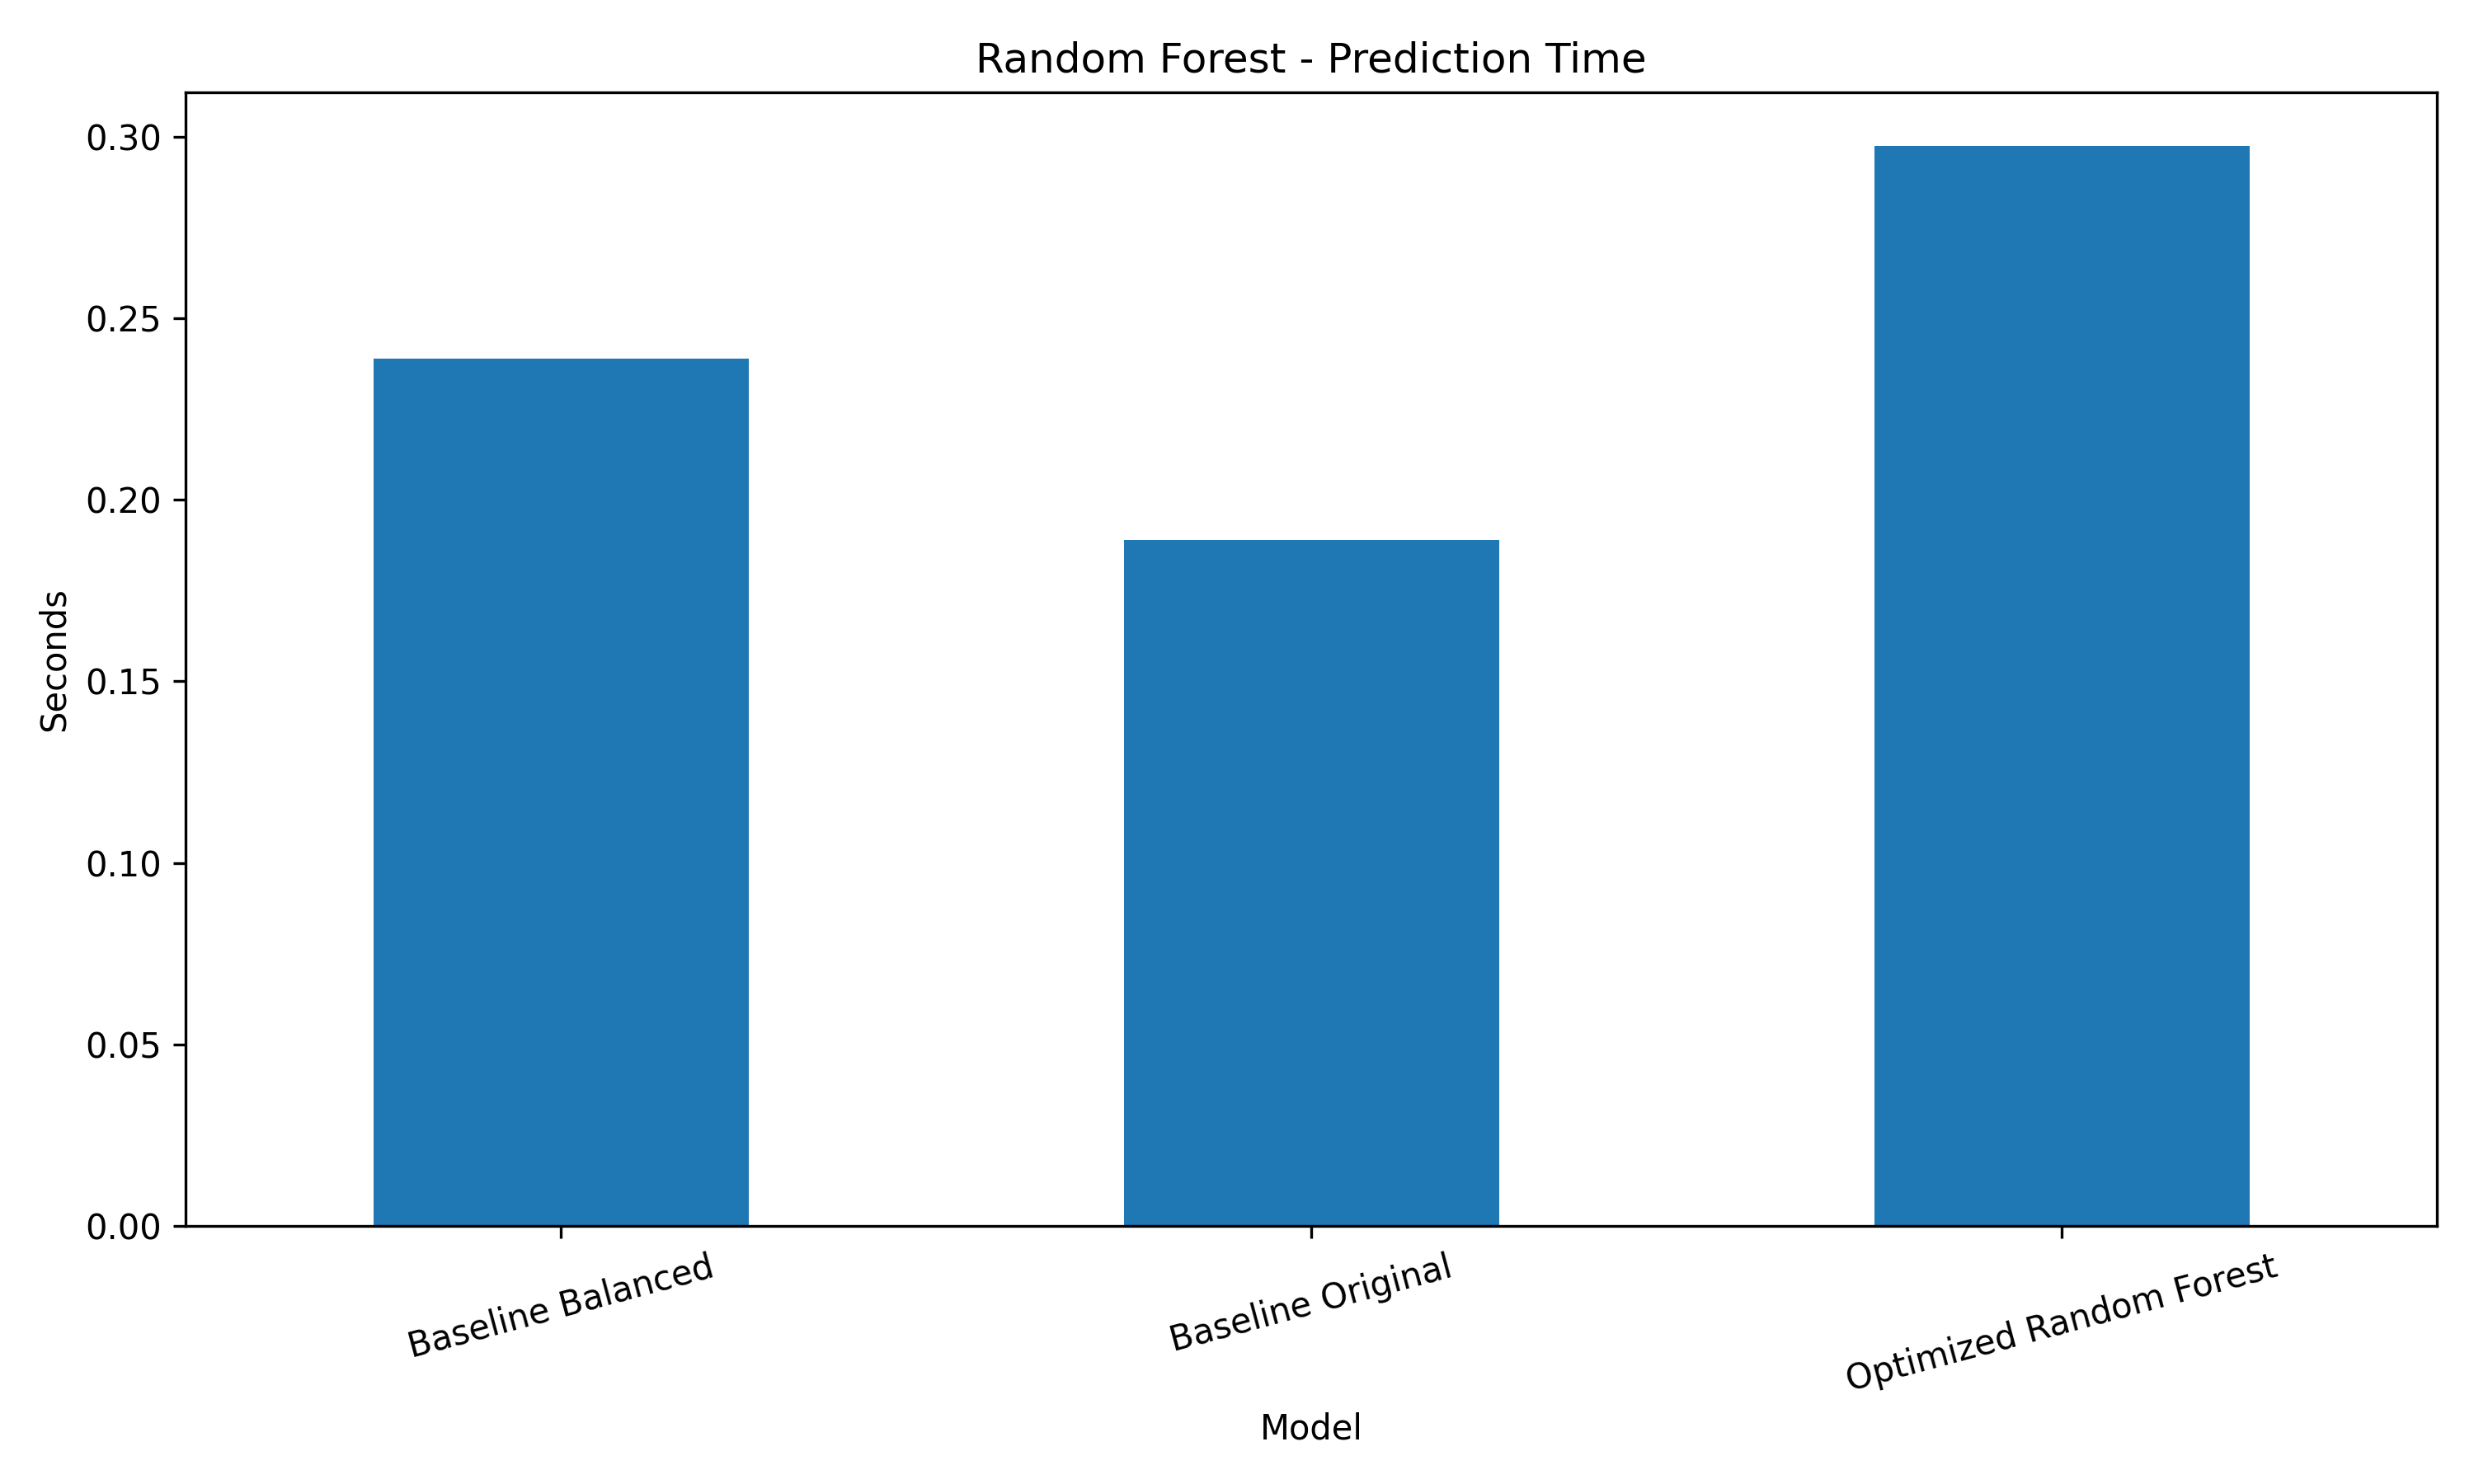 Random Forest - Prediction Time
0.30
0.25
0.20
0.15
0.10
0.05
0.00
Seconds
Baseline Balanced
Baseline Original
Optimized Random Forest
Model